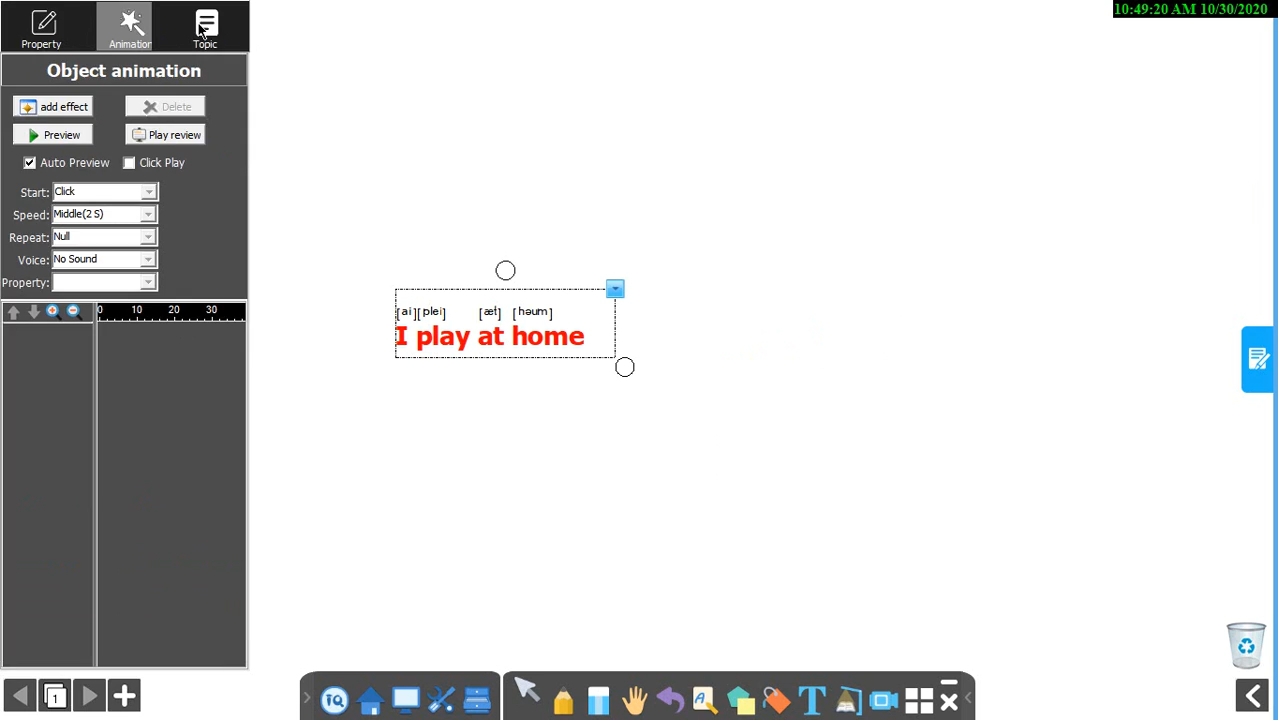 10:49:20 AM 10/30/2020
Property
Animation
Topic
Object animation
add effect
Delete
Preview
Play review
Auto Preview
Click Play
Start: Click
Speed: Middle(2 S)
Repeat: Null
Voice: No Sound
Property:
0 10 20 30
[ai][plei] [æt] [həum]
I play at home
1
IQ
A
T